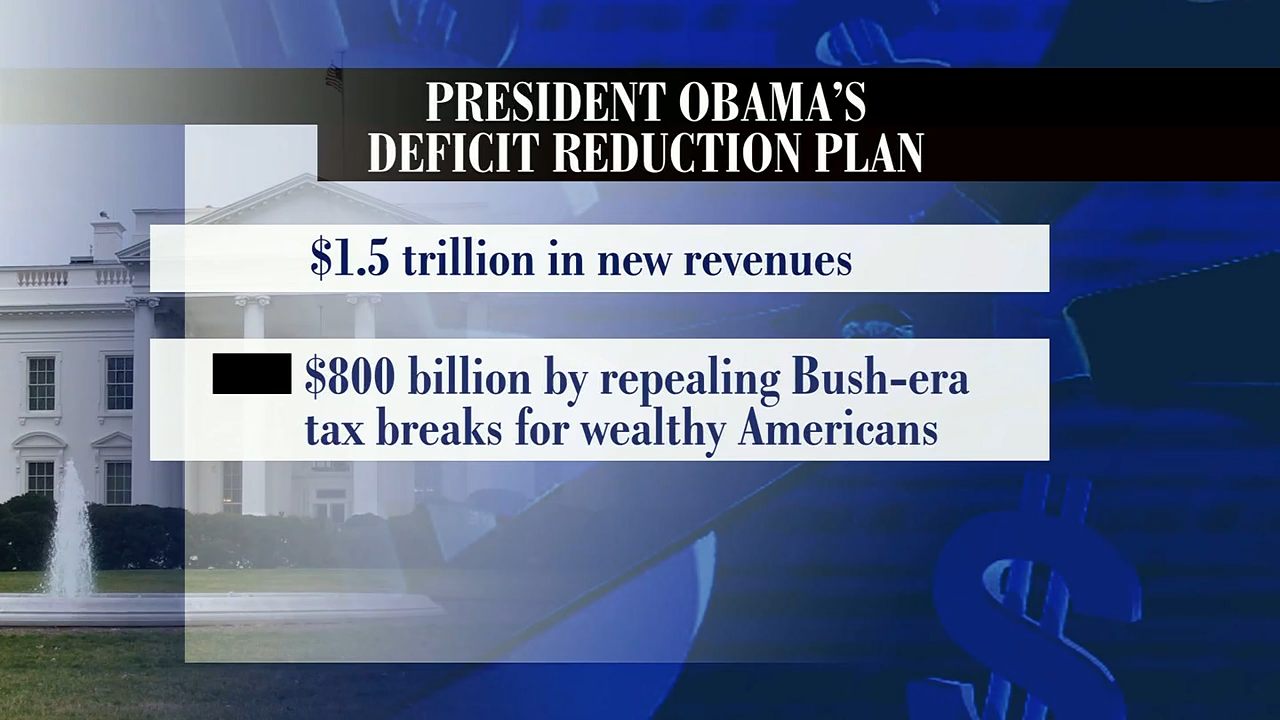 PRESIDENT OBAMA'S
DEFICIT REDUCTION PLAN
$1.5 trillion in new revenues
$800 billion by repealing Bush-era
tax breaks for wealthy Americans